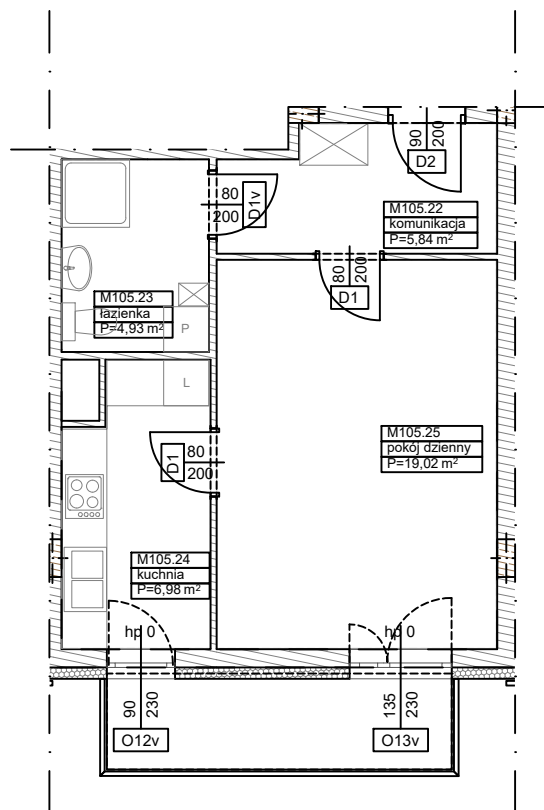 90
200
D2
80
200
D1v
M105.22
komunikacja
P=5,84 m²
80
200
D1
M105.23
łazienka
P=4,93 m²
P
L
D1
80
200
M105.25
pokój dzienny
P=19,02 m²
M105.24
kuchnia
P=6,98 m²
hp 0
hp 0
90
230
O12v
135
230
O13v